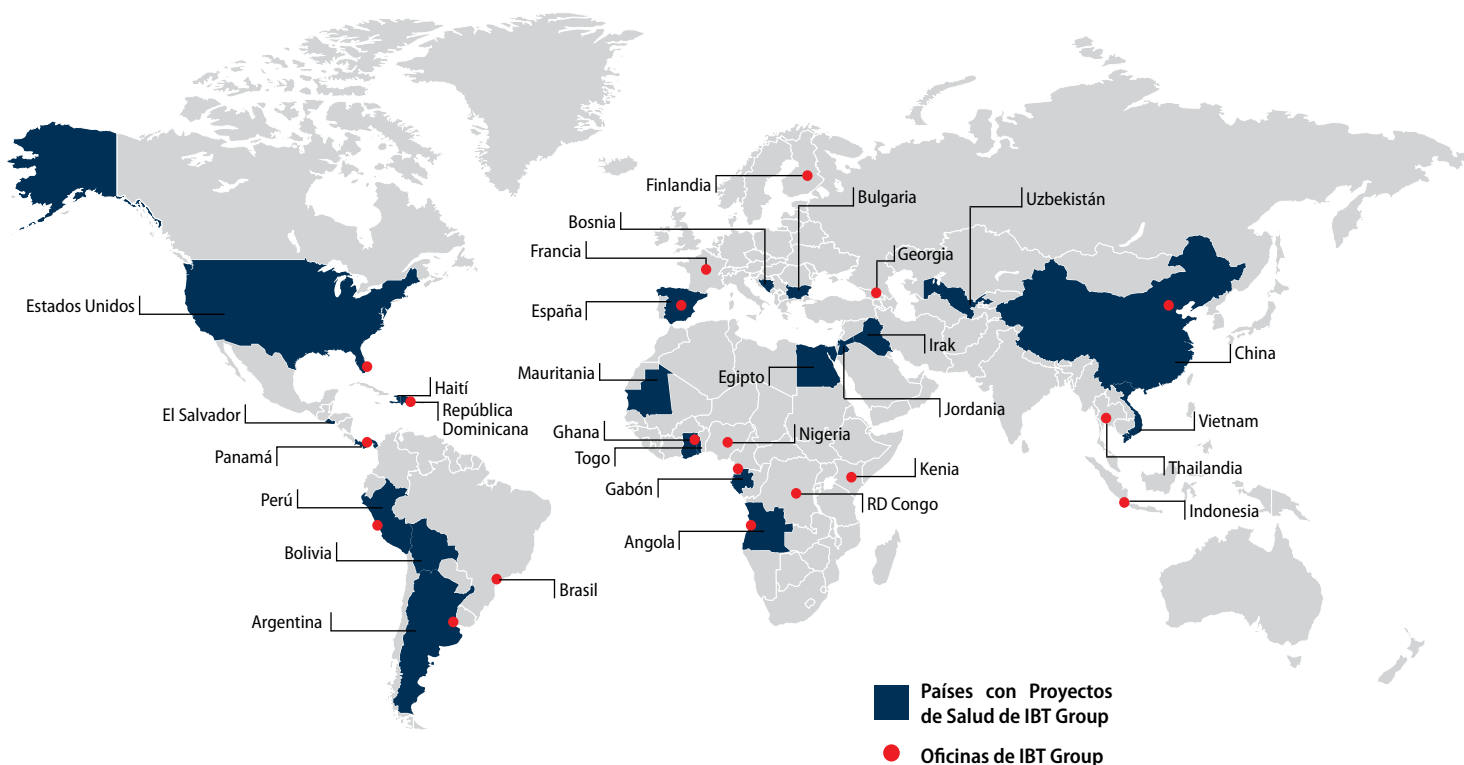 Finlandia
Bulgaria
Uzbekistán
Bosnia
Francia
Georgia
Estados Unidos
España
Irak
China
Mauritania
Egipto
Haití
República
Dominicana
Jordania
El Salvador
Vietnam
Ghana
Nigeria
Panamá
Togo
Thailandia
Kenia
Gabón
Perú
RD Congo
Indonesia
Angola
Bolivia
Brasil
Argentina
Países con Proyectos
de Salud de IBT Group
Oficinas de IBT Group